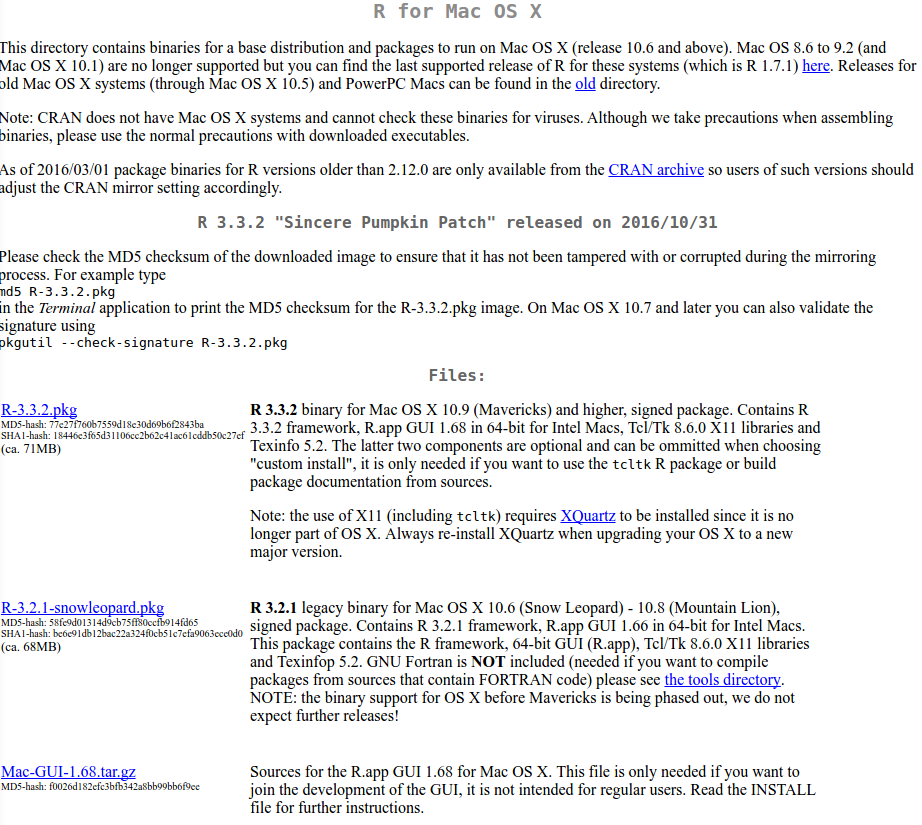 R for Mac OS X
This directory contains binaries for a base distribution and packages to run on Mac OS X (release 10.6 and above). Mac OS 8.6 to 9.2 (and
Mac OS X 10.1) are no longer supported but you can find the last supported release of R for these systems (which is R 1.7.1) here. Releases for
old Mac OS X systems (through Mac OS X 10.5) and PowerPC Macs can be found in the old directory.
Note: CRAN does not have Mac OS X systems and cannot check these binaries for viruses. Although we take precautions when assembling
binaries, please use the normal precautions with downloaded executables.
As of 2016/03/01 package binaries for R versions older than 2.12.0 are only available from the CRAN archive so users of such versions should
adjust the CRAN mirror setting accordingly.
R 3.3.2 "Sincere Pumpkin Patch" released on 2016/10/31
Please check the MD5 checksum of the downloaded image to ensure that it has not been tampered with or corrupted during the mirroring
process. For example type
md5 R-3.3.2.pkg
in the Terminal application to print the MD5 checksum for the R-3.3.2.pkg image. On Mac OS X 10.7 and later you can also validate the
signature using
pkgutil --check-signature R-3.3.2.pkg
Files:
R-3.3.2.pkg
MD5-hash: 77c27f760b7559d18e30d69b6f2843ba
SHA1-hash: 18446e3f65d31106cc2b62c41ac61cddb50c27ef
(ca. 71MB)
R 3.3.2 binary for Mac OS X 10.9 (Mavericks) and higher, signed package. Contains R
3.3.2 framework, R.app GUI 1.68 in 64-bit for Intel Macs, Tcl/Tk 8.6.0 X11 libraries and
Texinfo 5.2. The latter two components are optional and can be ommitted when choosing
"custom install", it is only needed if you want to use the tcltk R package or build
package documentation from sources.
Note: the use of X11 (including tcltk) requires XQuartz to be installed since it is no
longer part of OS X. Always re-install XQuartz when upgrading your OS X to a new
major version.
R-3.2.1-snowleopard.pkg
MD5-hash: 58fe9d01314d9cb75ff80ccfb914fd65
SHA1-hash: be6e91db12bac22a324f0cb51c7efa9063ece0d0
(ca. 68MB)
R 3.2.1 legacy binary for Mac OS X 10.6 (Snow Leopard) - 10.8 (Mountain Lion),
signed package. Contains R 3.2.1 framework, R.app GUI 1.66 in 64-bit for Intel Macs.
This package contains the R framework, 64-bit GUI (R.app), Tcl/Tk 8.6.0 X11 libraries
and Texinfop 5.2. GNU Fortran is NOT included (needed if you want to compile
packages from sources that contain FORTRAN code) please see the tools directory.
NOTE: the binary support for OS X before Mavericks is being phased out, we do not
expect further releases!
Mac-GUI-1.68.tar.gz
MD5-hash: f0026d182efc3bfb342a8bb99bb6f9ee
Sources for the R.app GUI 1.68 for Mac OS X. This file is only needed if you want to
join the development of the GUI, it is not intended for regular users. Read the INSTALL
file for further instructions.